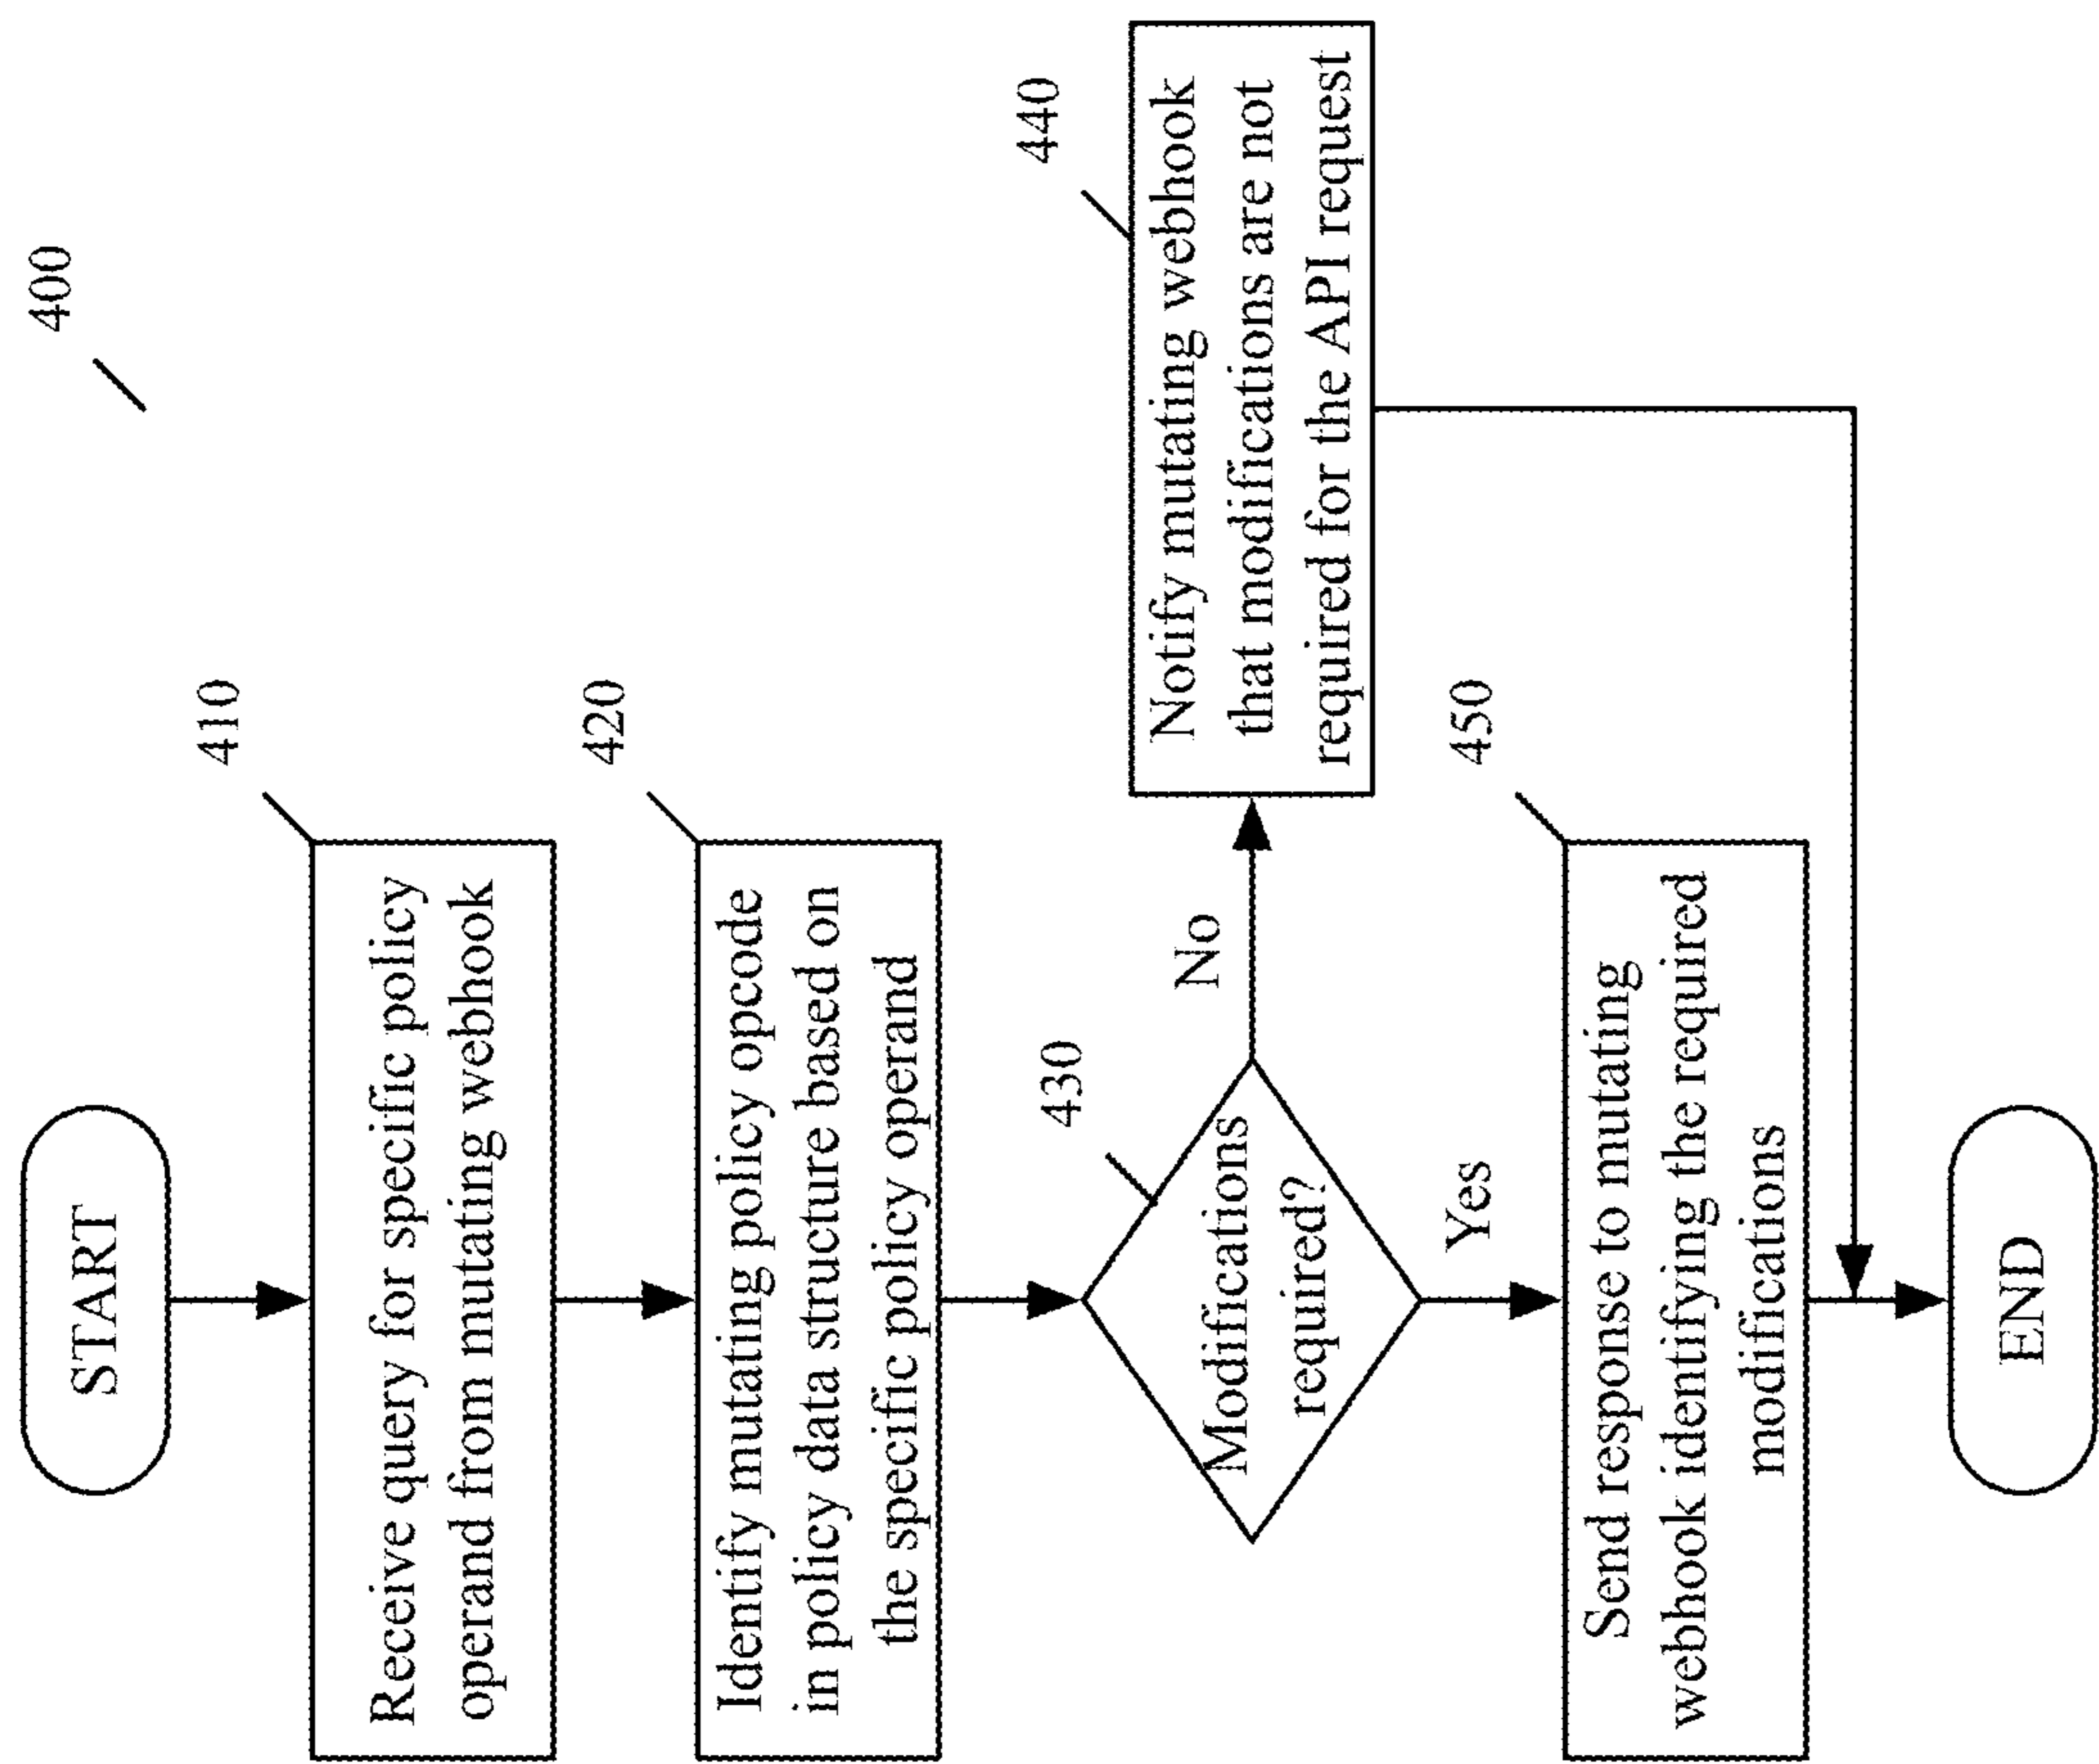 400
START
410
Receive query for specific policy
operand from mutating webhook
420
Identify mutating policy opcode
in policy data structure based on
the specific policy operand
430
Modifications
required?
No
440
Notify mutating webhook
that modifications are not
required for the API request
Yes
450
Send response to mutating
webhook identifying the required
modifications
END